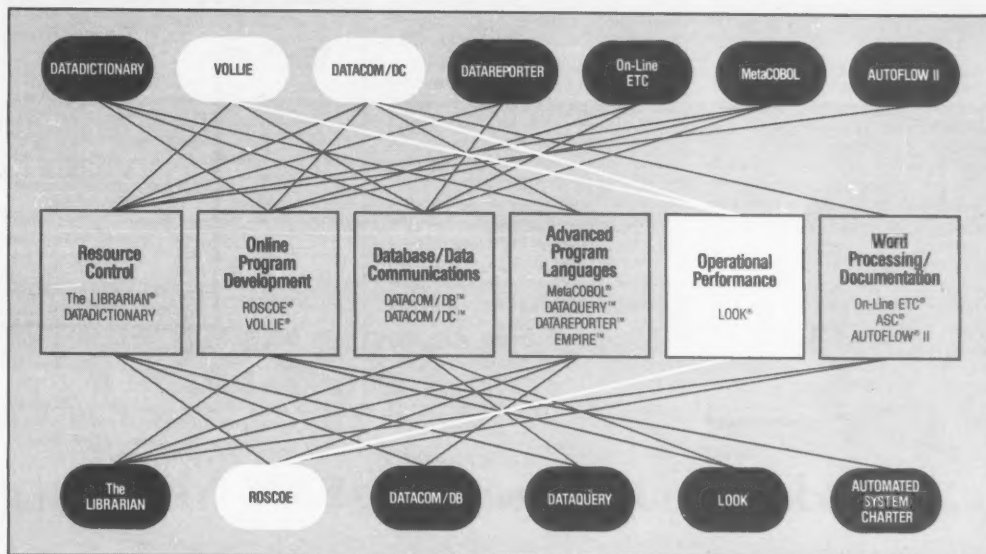 DATADICTIONARY
VOLLIE
DATACOM/DC
DATAREPORTER
On-Line
ETC
MetaCOBOL
AUTOFLOW II
Resource
Control
The LIBRARIAN®
DATADICTIONARY
Online
Program
Development
ROSCOE®
VOLLIE®
Database/Data
Communications
DATACOM/DB™
DATACOM/DC™
Advanced
Program
Languages
MetaCOBOL®
DATAQUERY™
DATAREPORTER™
EMPIRE™
Operational
Performance
LOOK®
Word
Processing/
Documentation
On-Line ETC®
ASC®
AUTOFLOW® II
The
LIBRARIAN
ROSCOE
DATACOM/DB
DATAQUERY
LOOK
AUTOMATED
SYSTEM
CHARTER